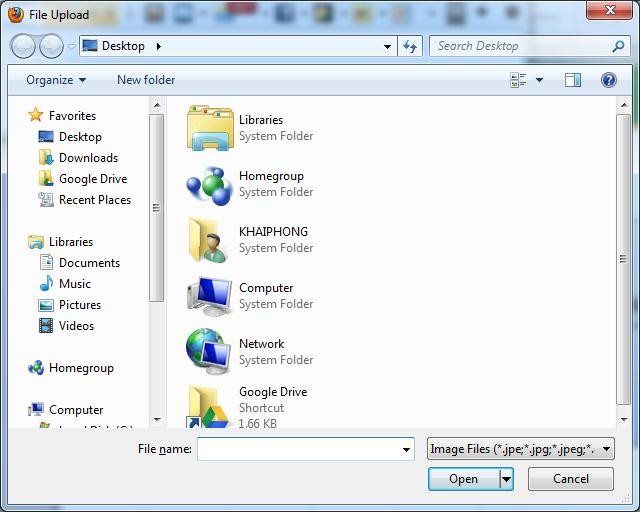 File Upload
Desktop
Search Desktop
Organize
New folder
Favorites
Desktop
Downloads
Google Drive
Recent Places
Libraries
Documents
Music
Pictures
Videos
Homegroup
Computer
Libraries
System Folder
Homegroup
System Folder
KHAIPHONG
System Folder
Computer
System Folder
Network
System Folder
Google Drive
Shortcut
1.66 KB
File name:
Image Files (*.jpe;*.jpg;*.jpeg;*.
Open
Cancel